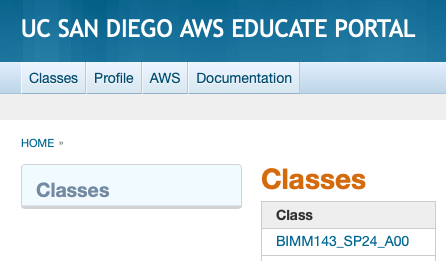 UC SAN DIEGO AWS EDUCATE PORTAL
Classes Profile AWS Documentation
HOME »
Classes
Classes
Class
BIMM143_SP24_A00